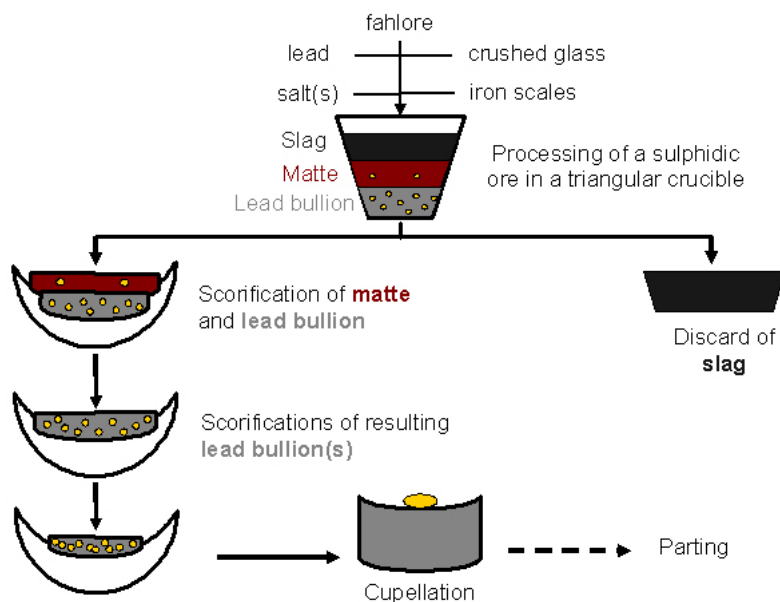 fahlore
lead
crushed glass
salt(s)
iron scales
Slag
Matte
Lead bullion
Processing of a sulphidic
ore in a triangular crucible
Scorification of matte
and lead bullion
Discard of
slag
Scorifications of resulting
lead bullion(s)
Cupellation
Parting